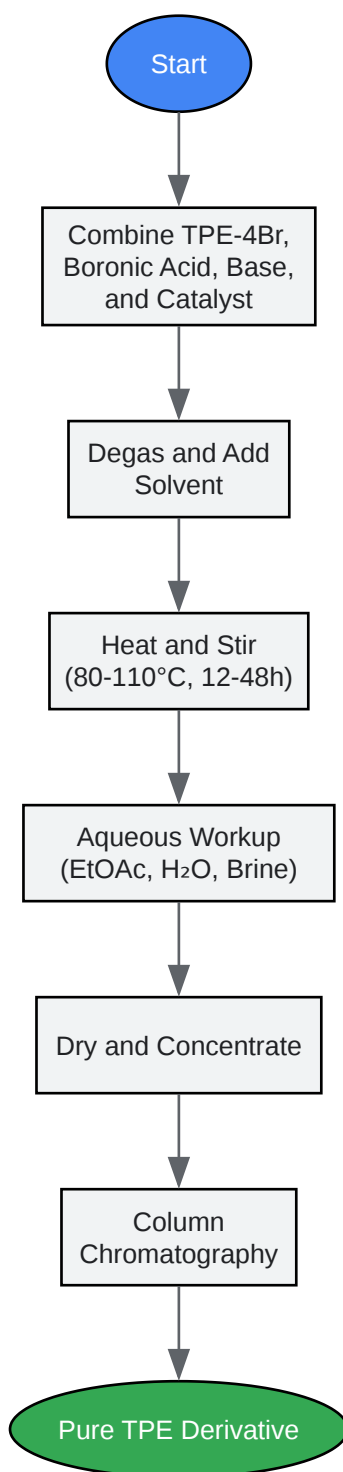 Start
Combine TPE-4Br,
Boronic Acid, Base,
and Catalyst
Degas and Add
Solvent
Heat and Stir
(80-110°C, 12-48h)
Aqueous Workup
(EtOAc, H₂O, Brine)
Dry and Concentrate
Column
Chromatography
Pure TPE Derivative